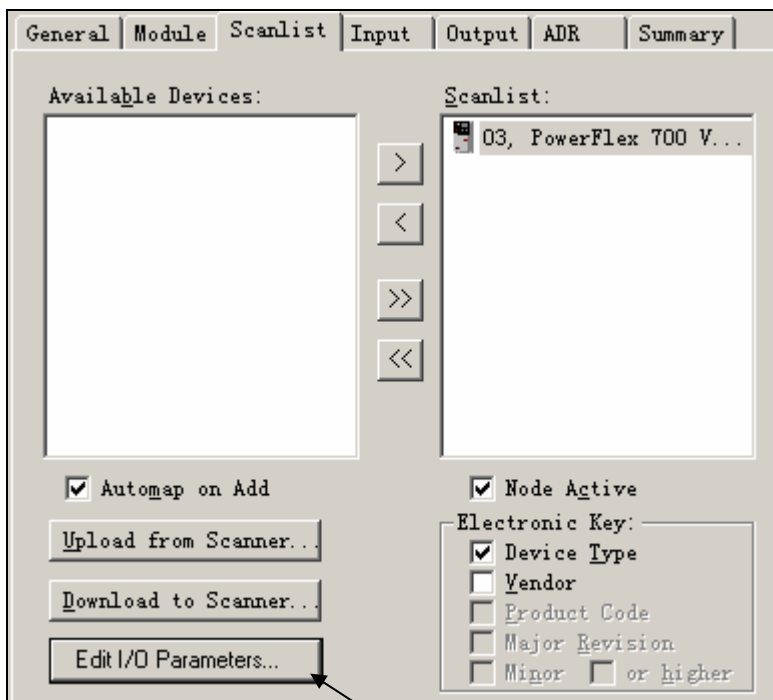 General Module Scanlist Input Output ADR Summary
Available Devices:
Scanlist:
03, PowerFlex 700 V...
>
<
>>
<<
Automap on Add
Node Active
Upload from Scanner...
Download to Scanner...
Edit I/O Parameters...
Electronic Key:
Device Type
Vendor
Product Code
Major Revision
Minor or higher